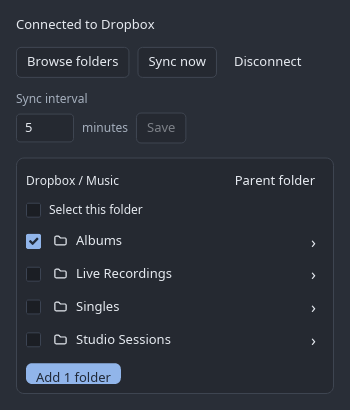 Connected to Dropbox
Browse folders Sync now Disconnect
Sync interval
5 minutes Save
Dropbox / Music Parent folder
Select this folder
Albums ›
Live Recordings ›
Singles ›
Studio Sessions ›
Add 1 folder